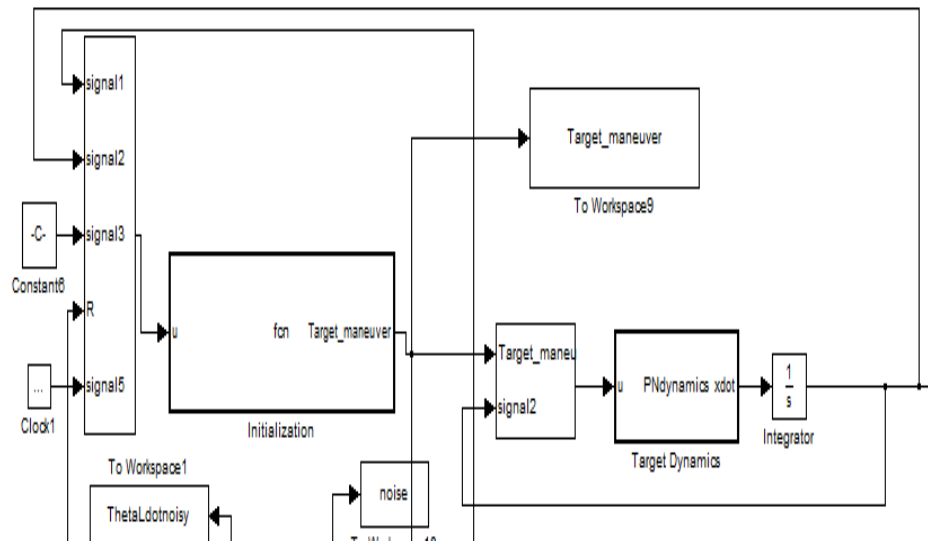 signal1
signal2
signal3
R
signal5
-C-
Constant6
...
Clock1
u
fcn
Target_maneuver
Initialization
Target_maneuver
To Workspace9
Target_maneu
signal2
u
PNdynamics
xdot
Target Dynamics
1
s
Integrator
To Workspace1
ThetaLdotnoisy
noise